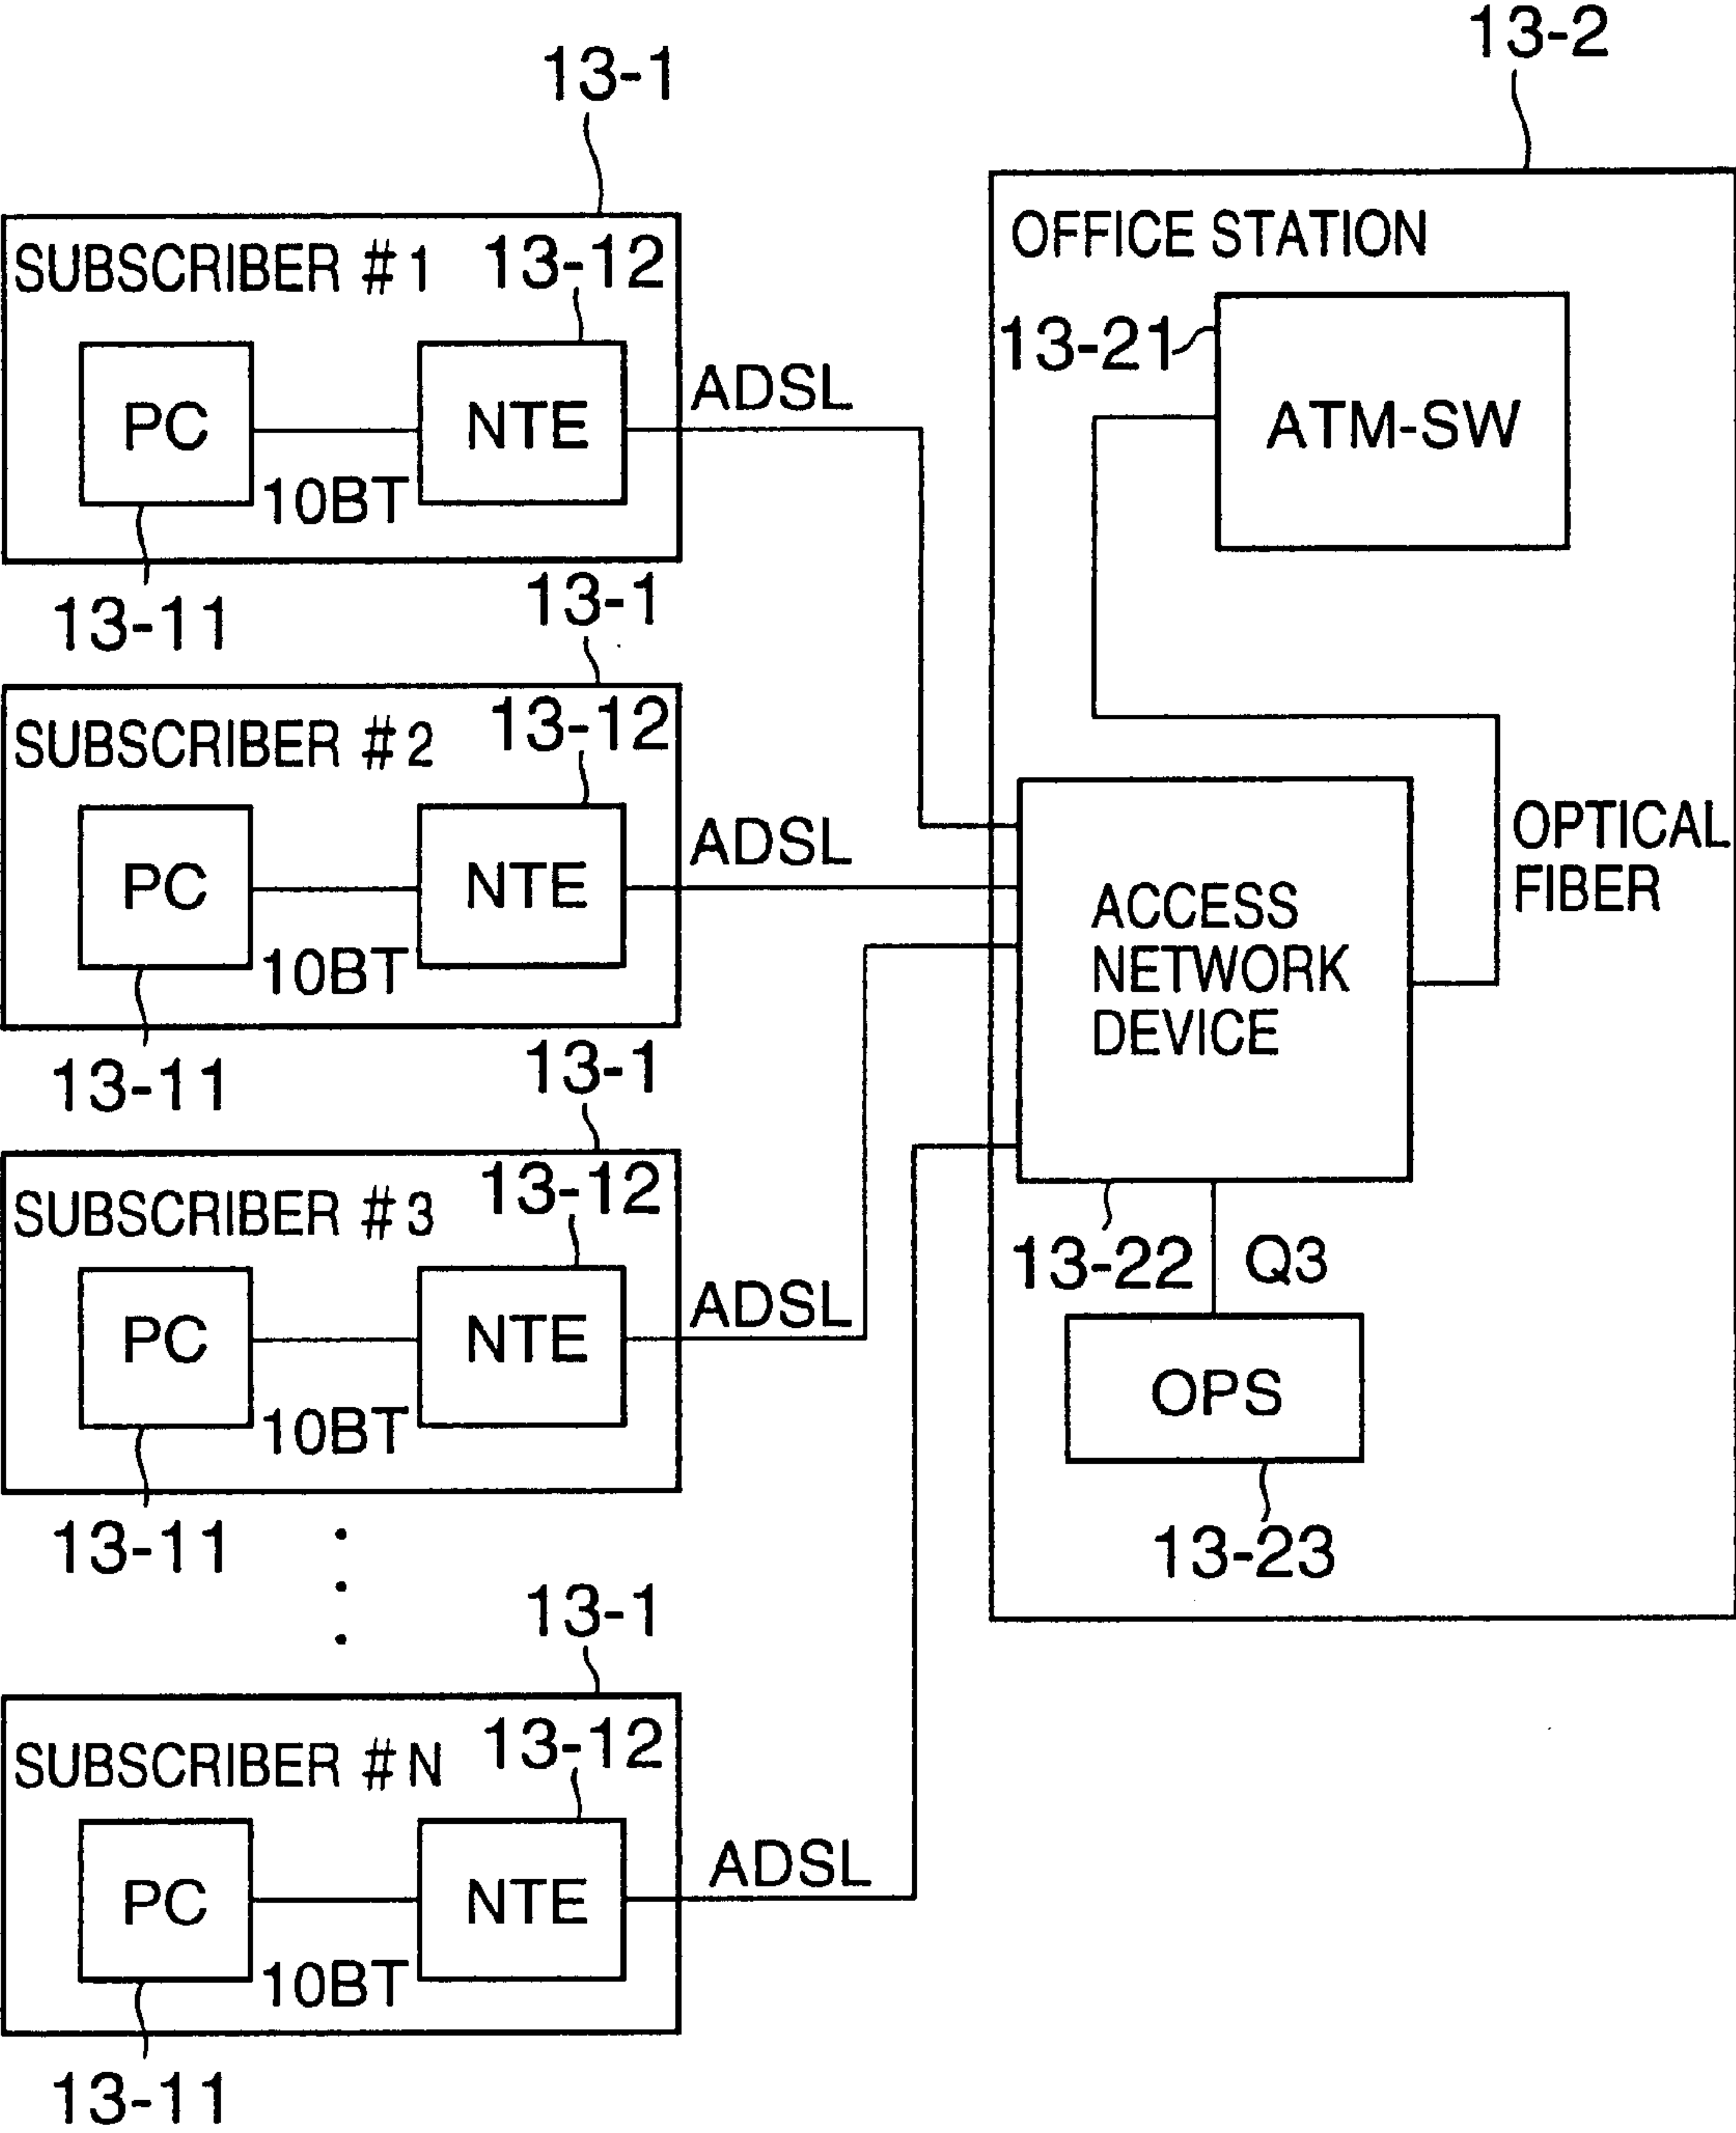 13-1
SUBSCRIBER #1
13-12
PC
10BT
NTE
ADSL
13-11
13-1
SUBSCRIBER #2
13-12
PC
10BT
NTE
ADSL
13-11
13-1
SUBSCRIBER #3
13-12
PC
10BT
NTE
ADSL
13-11
13-1
SUBSCRIBER #N
13-12
PC
10BT
NTE
ADSL
13-11
13-2
OFFICE STATION
13-21
ATM-SW
OPTICAL
FIBER
ACCESS
NETWORK
DEVICE
13-22
Q3
OPS
13-23